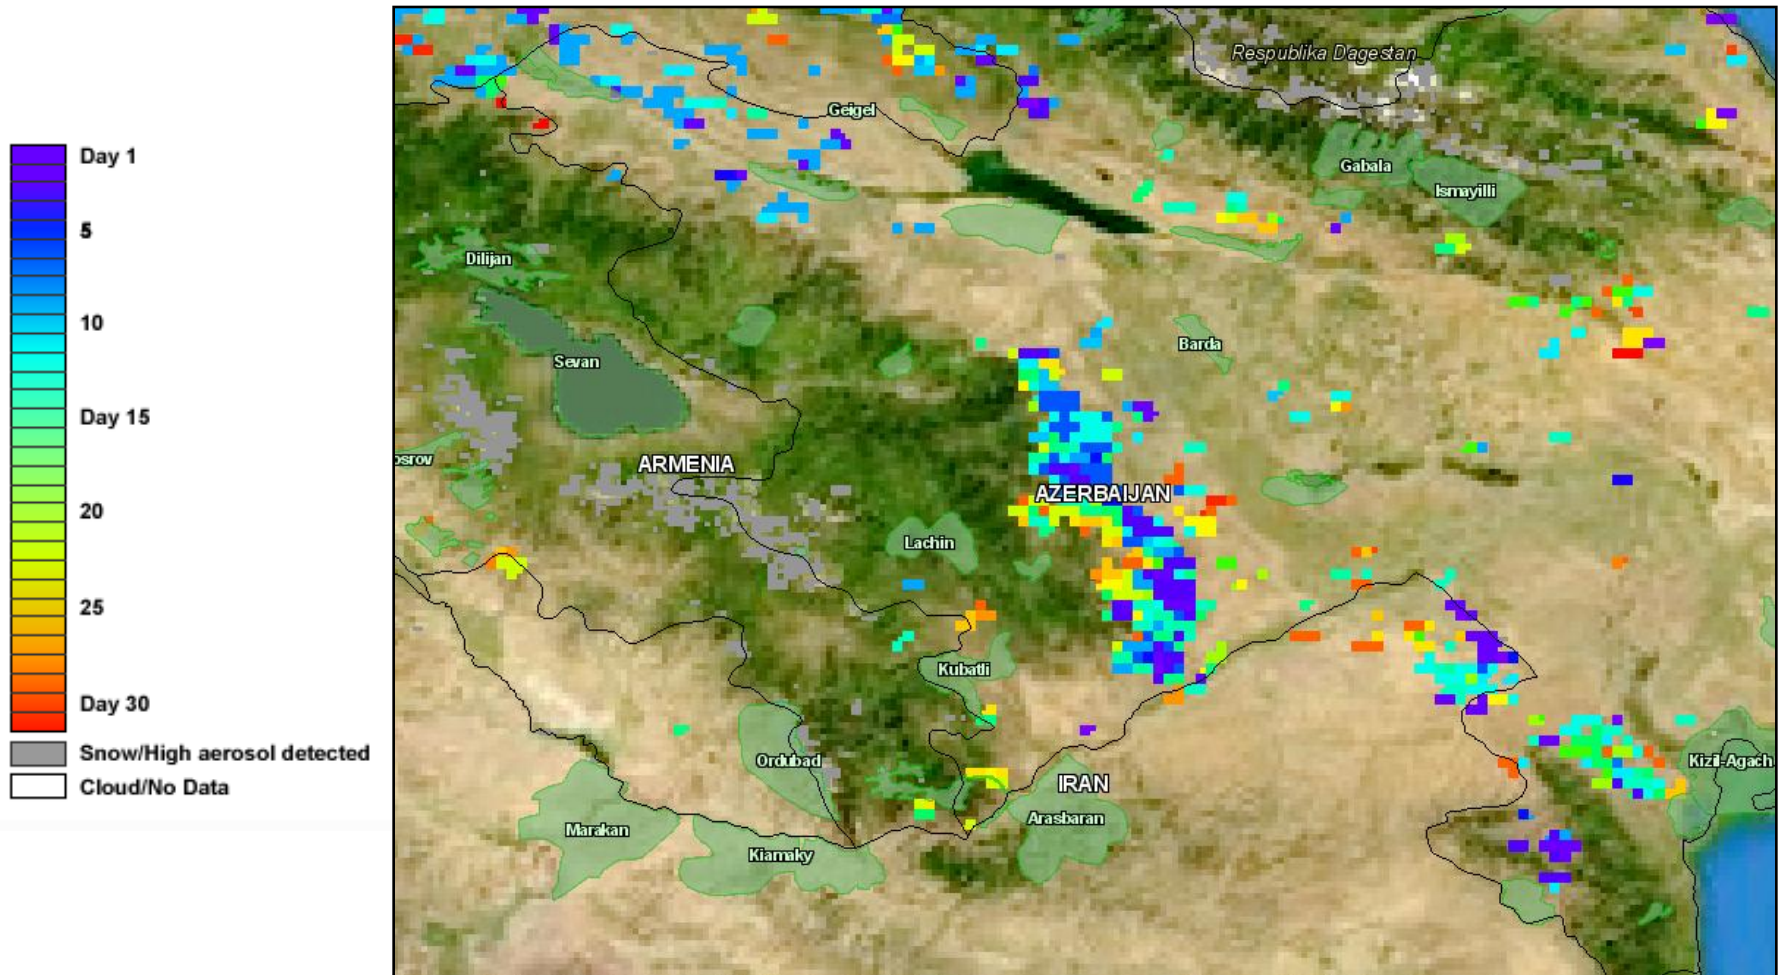 Day 1
5
10
Day 15
20
25
Day 30
Snow/High aerosol detected
Cloud/No Data
Respublika Dagestan
Geigel
Gabala
Ismayilli
Dilijan
Sevan
Barda
osrov
ARMENIA
AZERBAIJAN
Lachin
Kubatli
Ordubad
IRAN
Kizil-Agach
Marakan
Arasbaran
Kiamaky